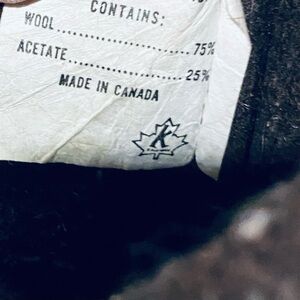 CONTAINS:
WOOL.................... 75%
ACETATE............... 25%
MADE IN CANADA
K